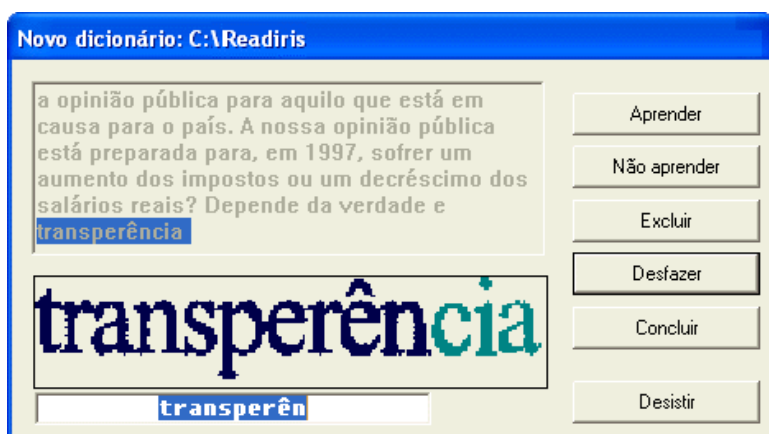 Novo dicionário: C:\Readiris
a opinião pública para aquilo que está em
causa para o país. A nossa opinião pública
está preparada para, em 1997, sofrer um
aumento dos impostos ou um decréscimo dos
salários reais? Depende da verdade e
transperência
transperência
transperên
Aprender
Não aprender
Excluir
Desfazer
Concluir
Desistir